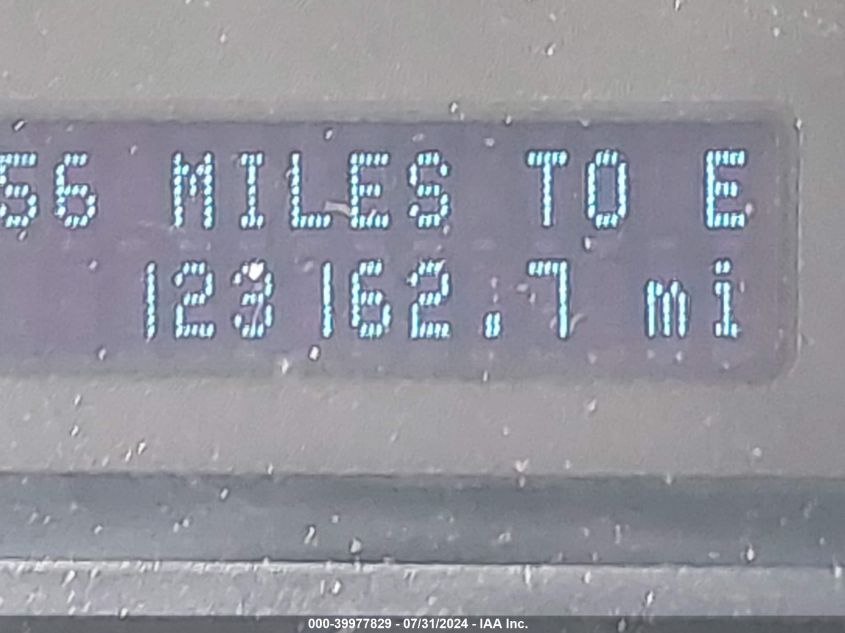 56 MILES TO E
123162.7 mi
000-39977829 - 07/31/2024 - IAA Inc.